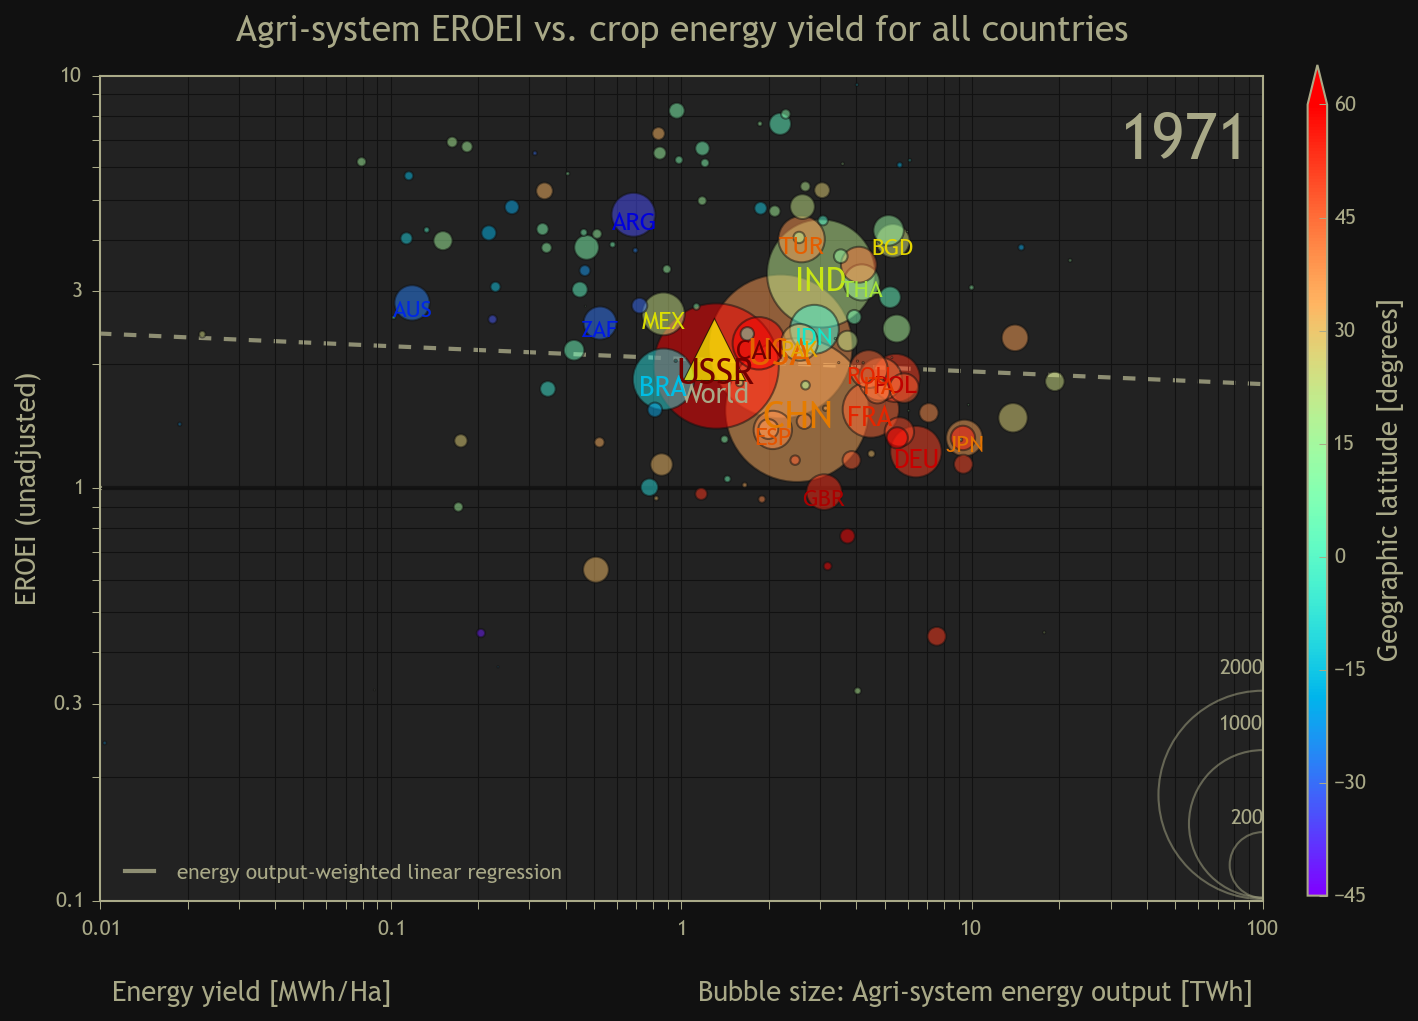 Agri-system EROEI vs. crop energy yield for all countries
1971
10
3
1
0.3
0.1
EROEI (unadjusted)
ARG
TUR
BGD
IND
THA
AUS
MEX
ZAF
IDN
CAN
USA
USSR
BRA
World
ROU
POL
CHN
FRA
ESP
JPN
DEU
GBR
2000
1000
200
energy output-weighted linear regression
0.01
0.1
1
10
100
Energy yield [MWh/Ha]
Bubble size: Agri-system energy output [TWh]
60
45
30
15
0
−15
−30
−45
Geographic latitude [degrees]